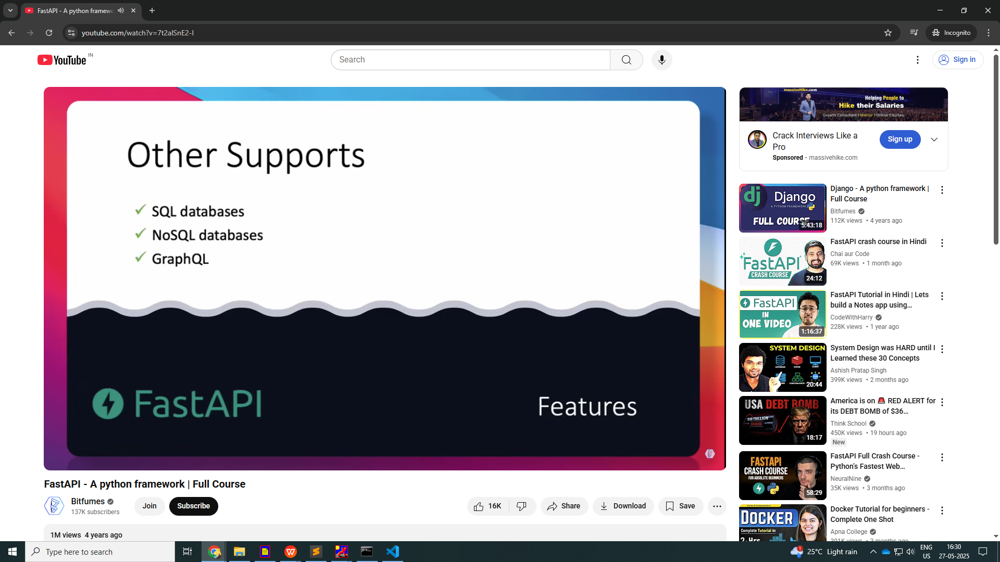 FastAPI - A python framewo
youtube.com/watch?v=7t2alSnE2-I
Incognito
YouTube IN
Search
Sign in
Other Supports
✓ SQL databases
✓ NoSQL databases
✓ GraphQL
FastAPI
Features
FastAPI - A python framework | Full Course
Bitfumes
137K subscribers
Join
Subscribe
16K
Share
Download
Save
1M views 4 years ago
massiveHike.com
Helping People to
Hike their Salaries
Growth Consultant I Mentor I Online Courses
Crack Interviews Like a
Pro
Sponsored · massivehike.com
Sign up
dj Django
A PYTHON FRAMEWORK
FULL COURSE
5:43:18
Django - A python framework |
Full Course
Bitfumes
112K views • 4 years ago
FastAPI
CRASH COURSE
24:12
FastAPI crash course in Hindi
Chai aur Code
69K views • 1 month ago
FastAPI
IN
ONE VIDEO
1:16:37
FastAPI Tutorial in Hindi | Lets
build a Notes app using...
CodeWithHarry
228K views • 1 year ago
SYSTEM DESIGN
DATABASE
CACHE
CLIENT
LOAD BALANCER
20:44
System Design was HARD until I
Learned these 30 Concepts
Ashish Pratap Singh
399K views • 2 months ago
USA DEBT BOMB
$36 TRILLION
18:17
America is on 🚨 RED ALERT for
its DEBT BOMB of $36...
Think School
450K views • 19 hours ago
New
FASTAPI
CRASH COURSE
FOR ABSOLUTE BEGINNERS
58:29
FastAPI Full Crash Course -
Python's Fastest Web...
NeuralNine
35K views • 3 months ago
Docker & Containerization
DOCKER
Complete Tutorial in
2 Hrs
Docker Tutorial for beginners -
Complete One Shot
Apna College
391K views • 3 months ago
Type here to search
1
25°C Light rain
ENG
US
16:30
27-05-2025